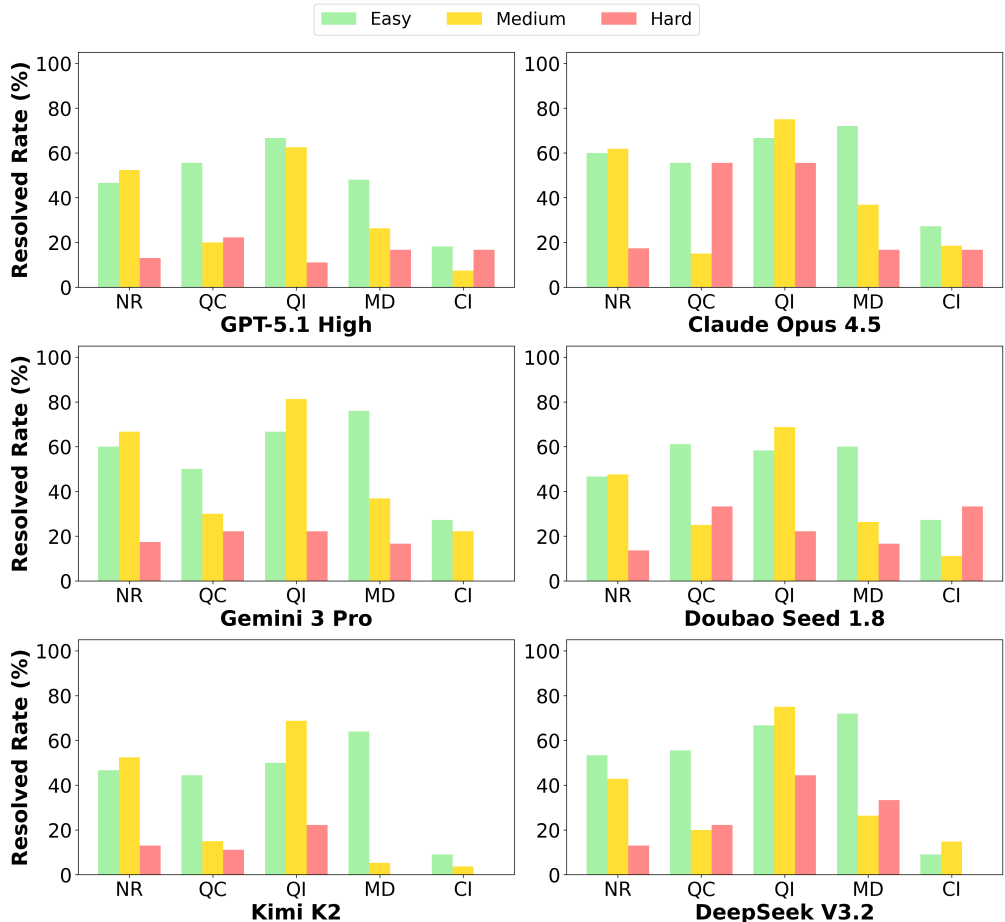 Easy Medium Hard
Resolved Rate (%)
100
80
60
40
20
0
NR QC QI MD CI
GPT-5.1 High
100
80
60
40
20
0
NR QC QI MD CI
Claude Opus 4.5
Resolved Rate (%)
100
80
60
40
20
0
NR QC QI MD CI
Gemini 3 Pro
100
80
60
40
20
0
NR QC QI MD CI
Doubao Seed 1.8
Resolved Rate (%)
100
80
60
40
20
0
NR QC QI MD CI
Kimi K2
100
80
60
40
20
0
NR QC QI MD CI
DeepSeek V3.2